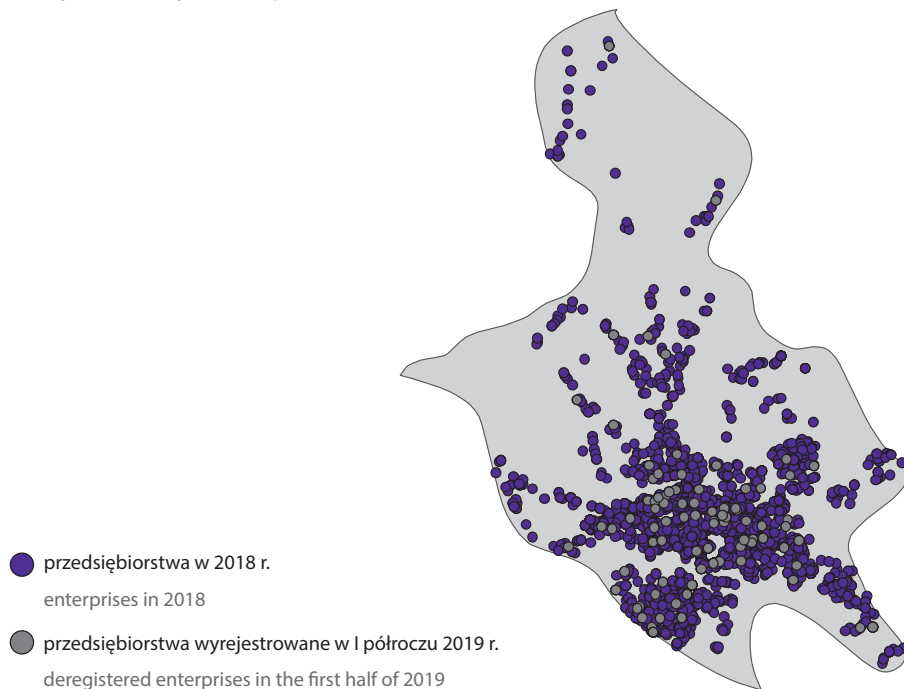 przedsiębiorstwa w 2018 r.
enterprises in 2018
przedsiębiorstwa wyrejestrowane w I półroczu 2019 r.
deregistered enterprises in the first half of 2019